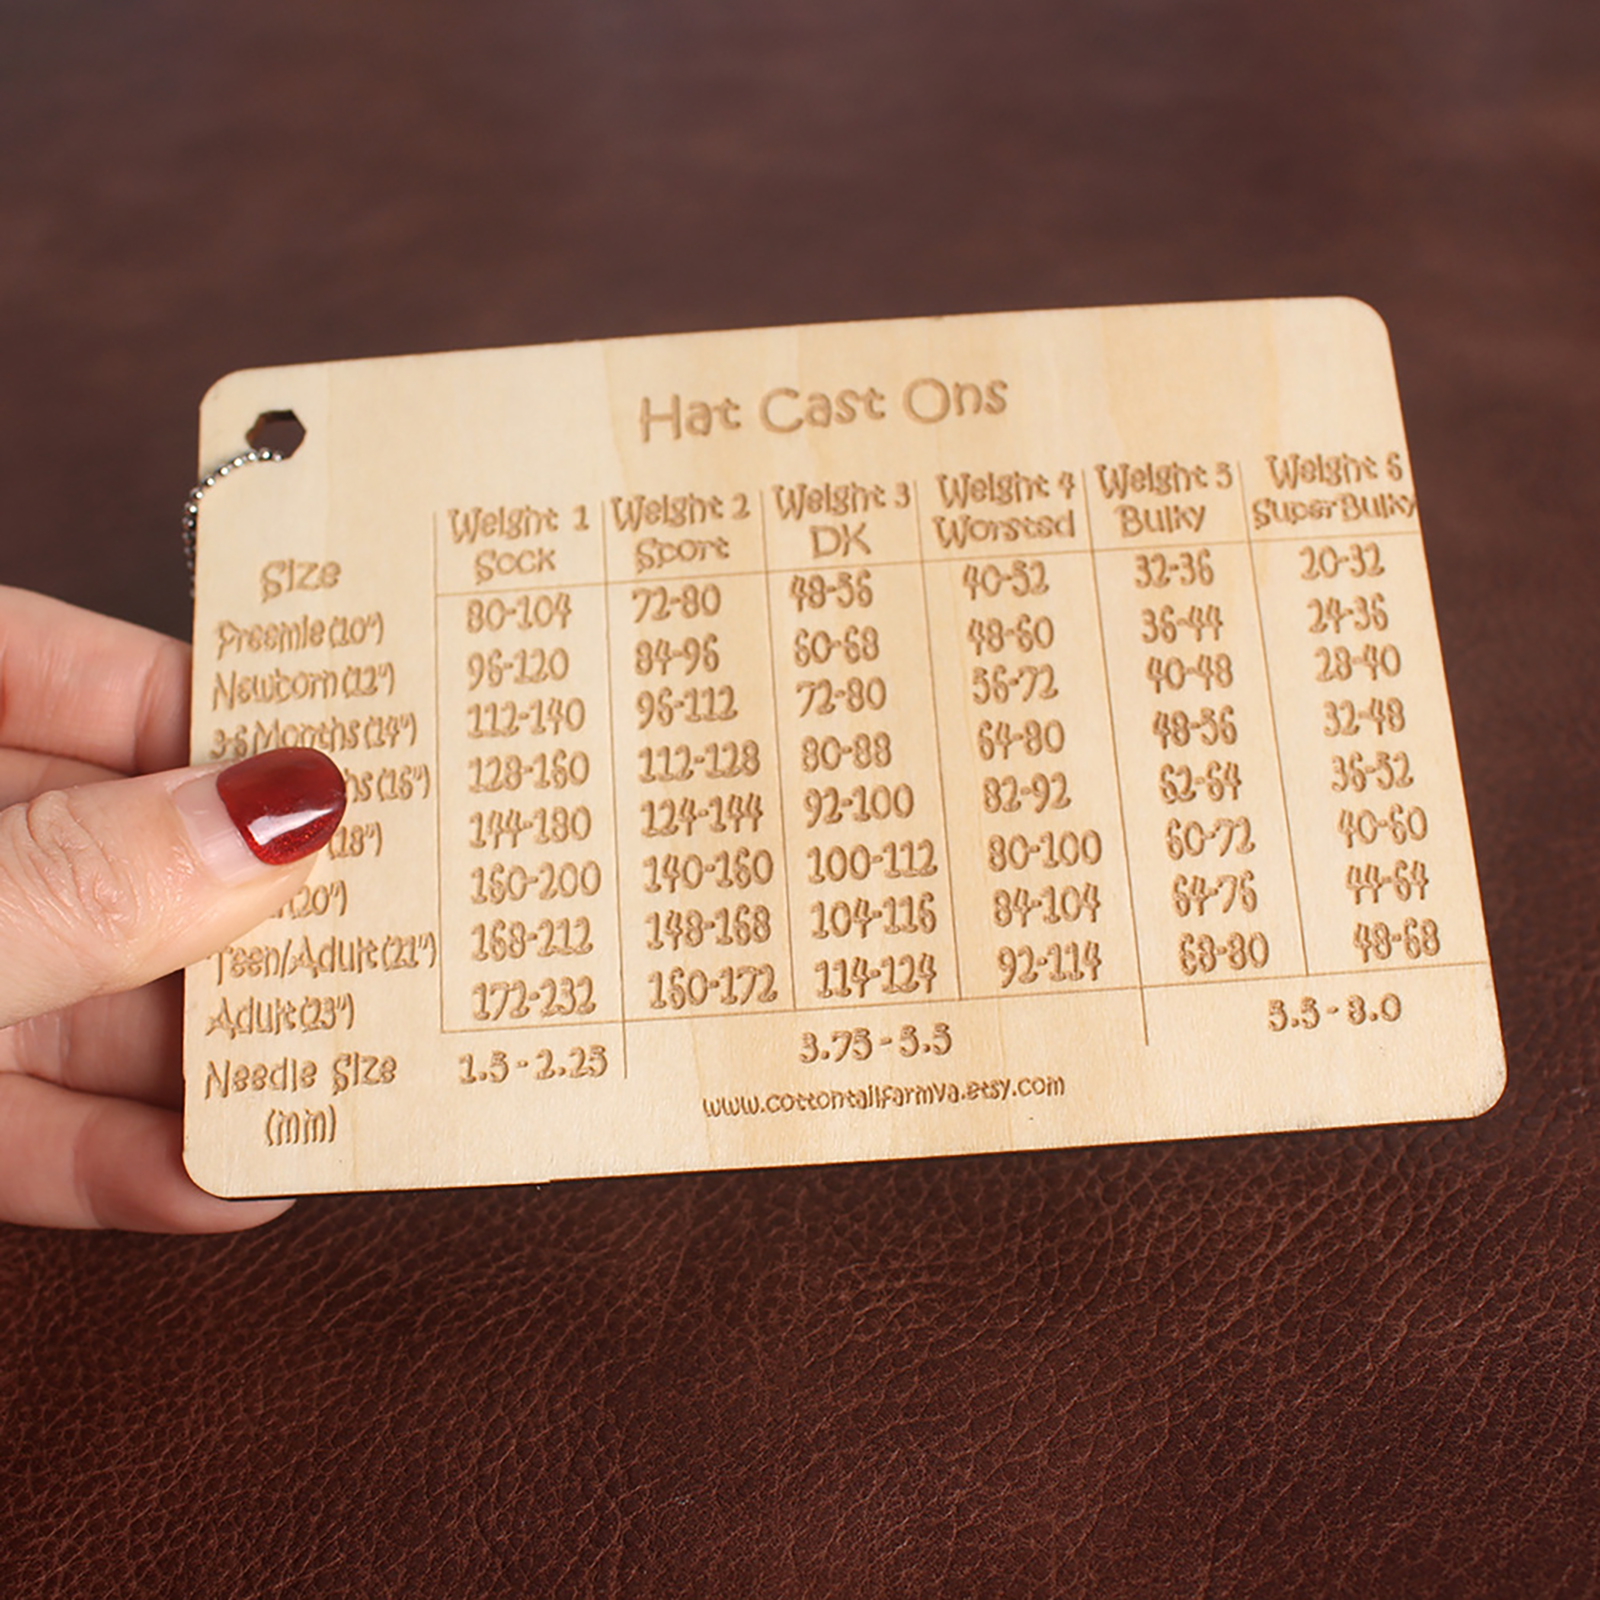 Hat Cast Ons
Size Weight 1 Sock Weight 2 Sport Weight 3 DK Weight 4 Worsted Weight 5 Bulky Weight 6 SuperBulky
Preemie (10") 80-104 72-80 48-56 40-52 32-36 20-32
Newborn (12") 96-120 84-96 60-68 48-60 36-44 24-36
3-6 Months (14") 112-140 96-112 72-80 56-72 40-48 28-40
(16") 128-160 112-128 80-88 64-80 48-56 32-48
(18") 144-180 124-144 92-100 82-92 62-64 36-52
(20") 160-200 140-160 100-112 80-100 60-72 40-60
Teen/Adult (21") 168-212 148-168 104-116 84-104 64-76 44-64
Adult (23") 172-232 160-172 114-124 92-114 68-80 48-68
Needle Size (mm) 1.5 - 2.25 3.75 - 5.5 5.5 - 8.0
www.cottontailfarmva.etsy.com